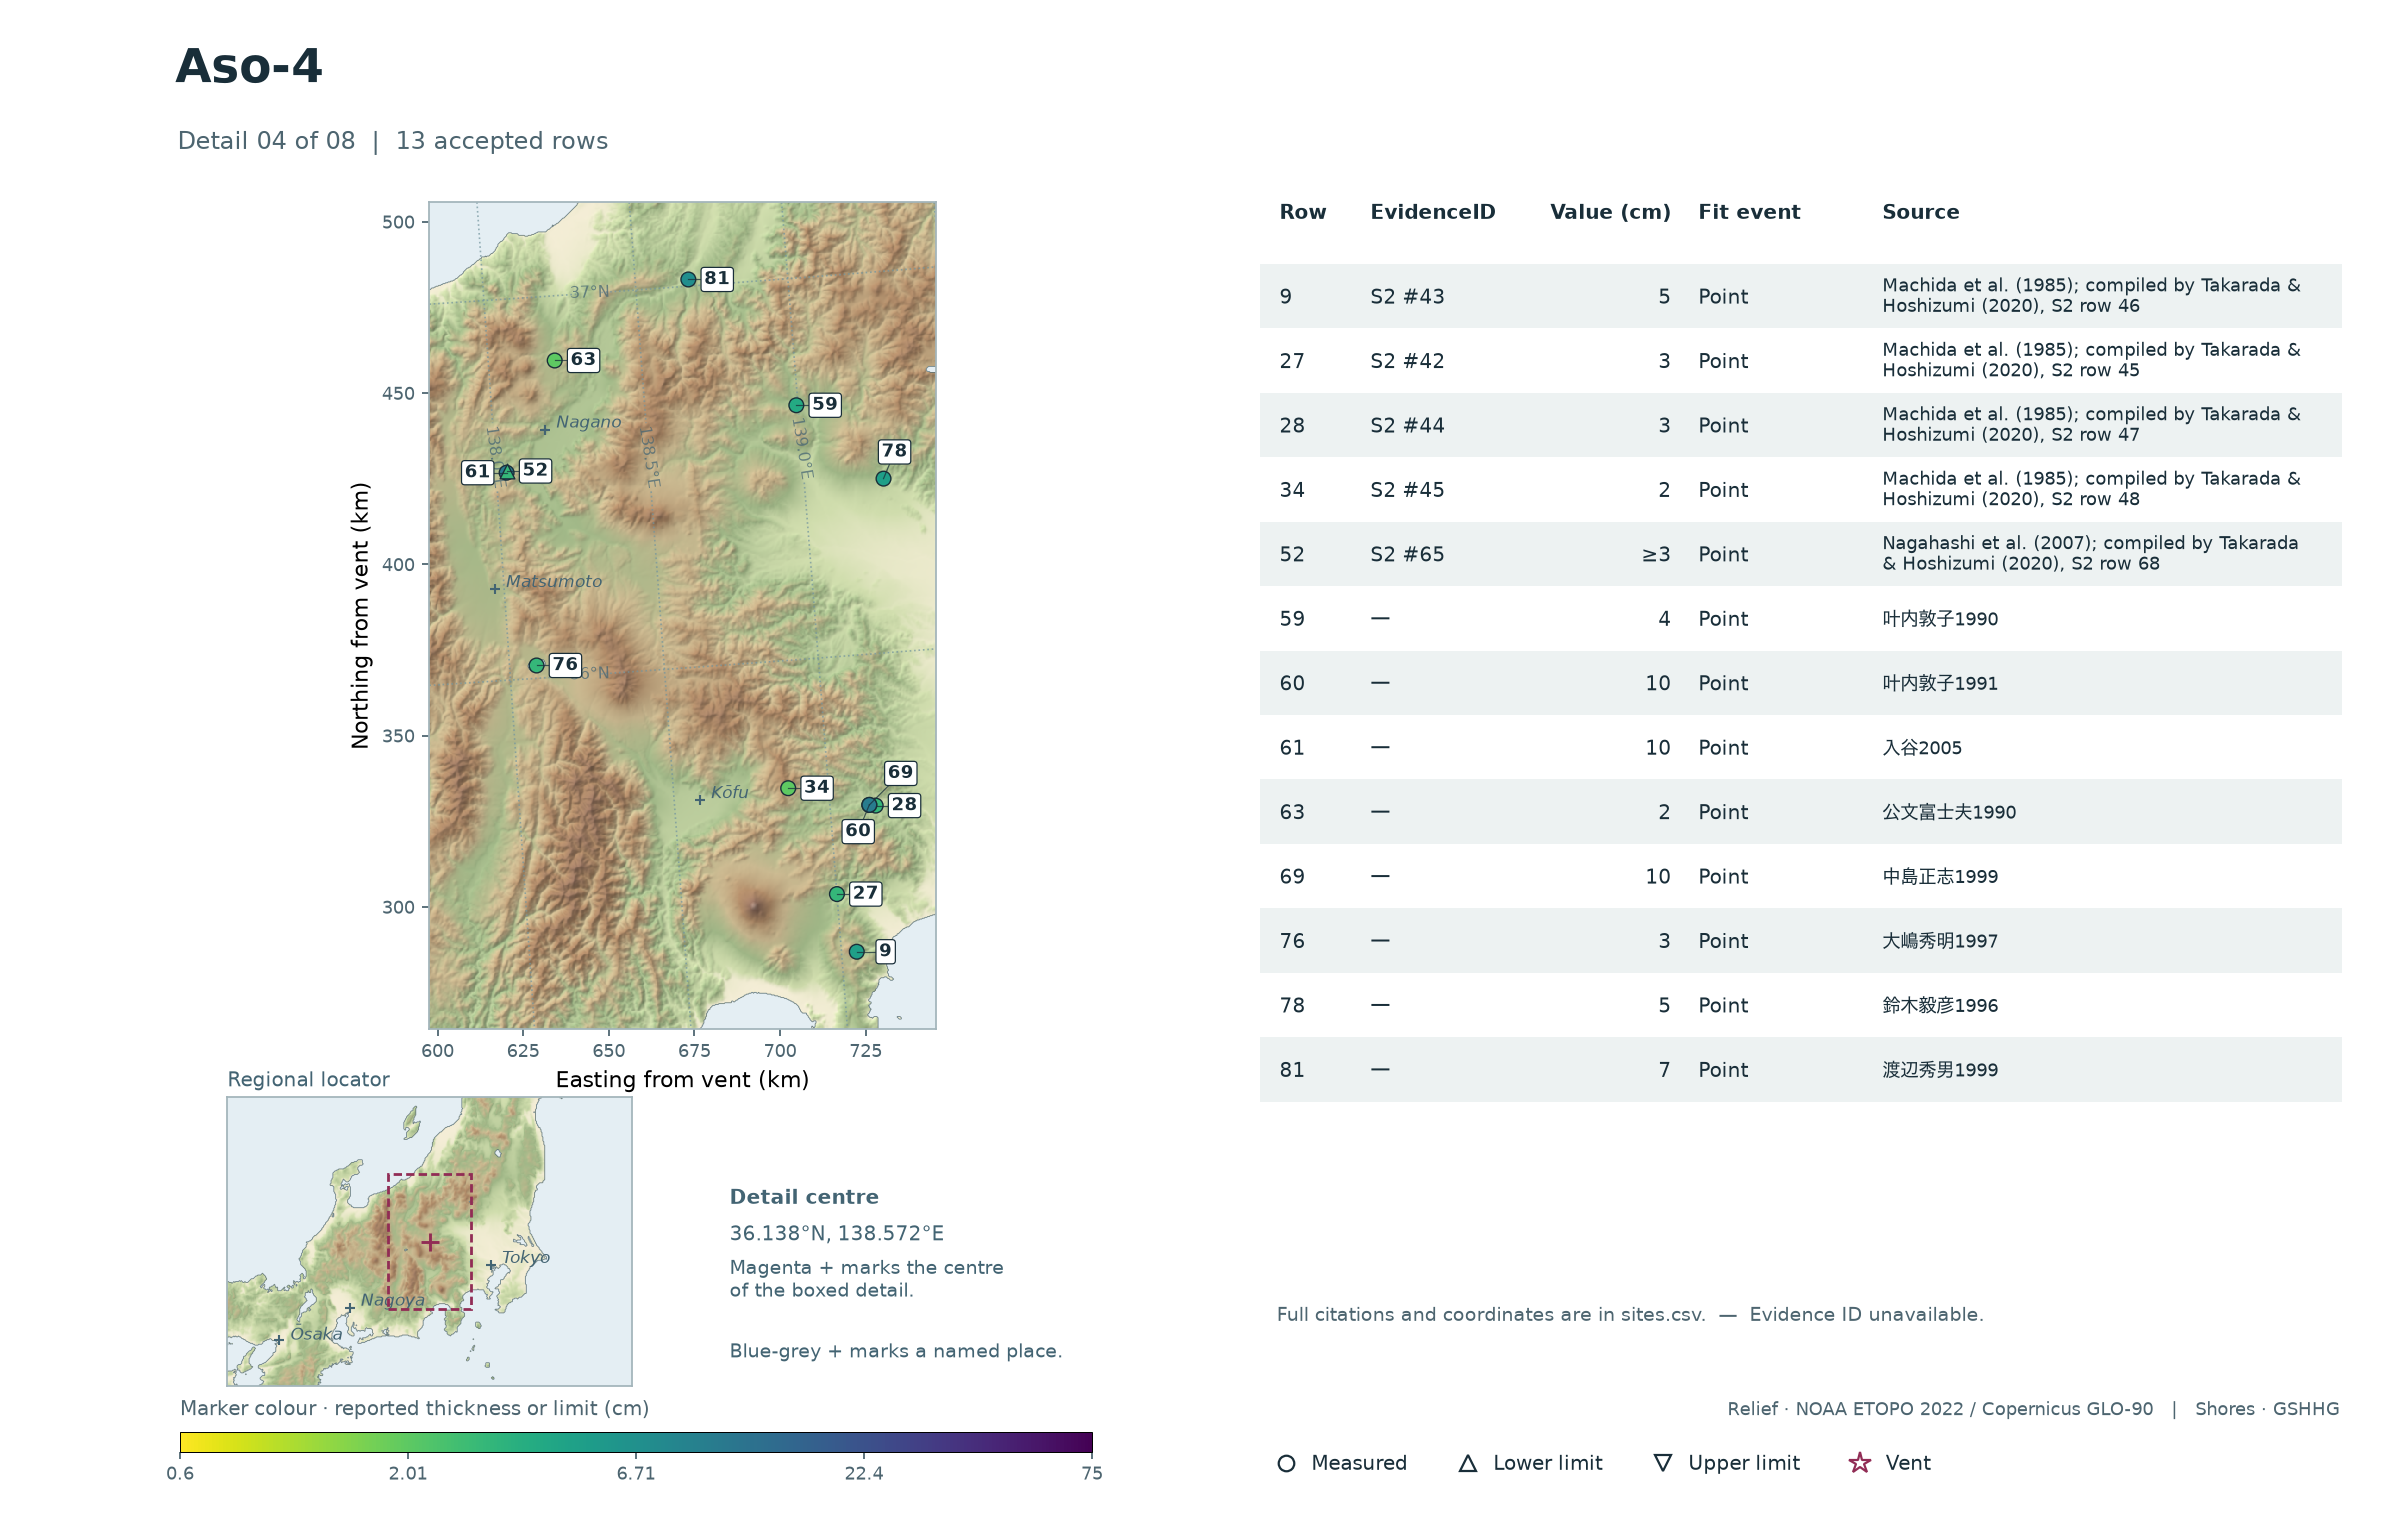 Aso-4
Detail 04 of 08 | 13 accepted rows
500
450
400
350
300
Northing from vent (km)
37°N
81
63
59
Nagano
138.5°E
139.0°E
78
61
52
Matsumoto
76
6°N
69
34
28
Kōfu
60
27
9
600
625
650
675
700
725
Easting from vent (km)
Regional locator
Tokyo
Nagoya
Ōsaka
Detail centre
36.138°N, 138.572°E
Magenta + marks the centre
of the boxed detail.
Blue-grey + marks a named place.
Marker colour · reported thickness or limit (cm)
0.6
2.01
6.71
22.4
75
Row EvidenceID Value (cm) Fit event Source
9 S2 #43 5 Point Machida et al. (1985); compiled by Takarada &
Hoshizumi (2020), S2 row 46
27 S2 #42 3 Point Machida et al. (1985); compiled by Takarada &
Hoshizumi (2020), S2 row 45
28 S2 #44 3 Point Machida et al. (1985); compiled by Takarada &
Hoshizumi (2020), S2 row 47
34 S2 #45 2 Point Machida et al. (1985); compiled by Takarada &
Hoshizumi (2020), S2 row 48
52 S2 #65 ≥3 Point Nagahashi et al. (2007); compiled by Takarada
& Hoshizumi (2020), S2 row 68
59 — 4 Point 叶内敦子1990
60 — 10 Point 叶内敦子1991
61 — 10 Point 入谷2005
63 — 2 Point 公文富士夫1990
69 — 10 Point 中島正志1999
76 — 3 Point 大嶋秀明1997
78 — 5 Point 鈴木毅彦1996
81 — 7 Point 渡辺秀男1999
Full citations and coordinates are in sites.csv. — Evidence ID unavailable.
Relief · NOAA ETOPO 2022 / Copernicus GLO-90 | Shores · GSHHG
Measured
Lower limit
Upper limit
Vent